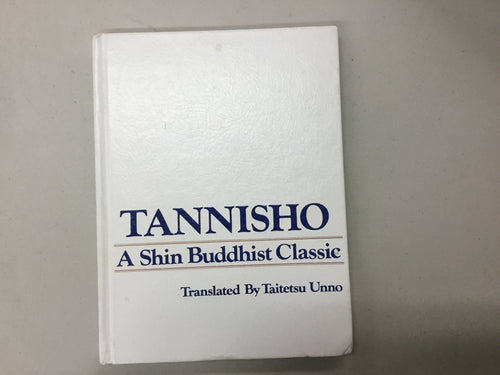 TANNISHO
A Shin Buddhist Classic
Translated By Taitetsu Unno